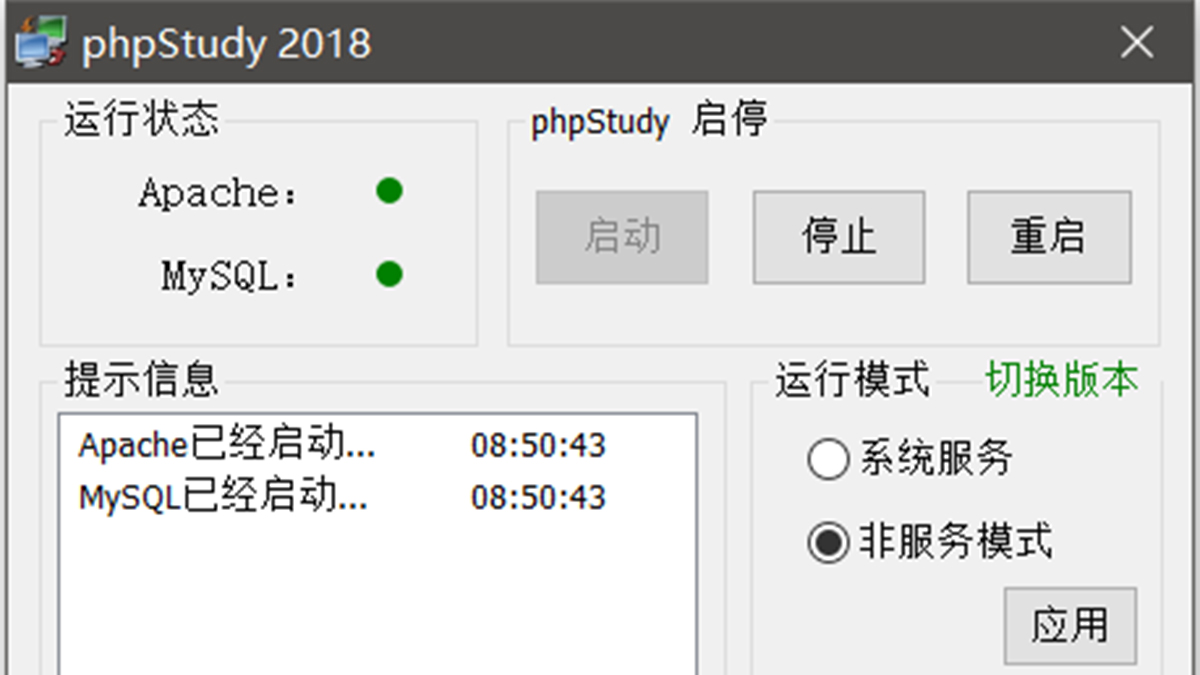 phpStudy 2018
运行状态
phpStudy 启停
Apache：
MySQL：
启动
停止
重启
提示信息
Apache已经启动... 08:50:43
MySQL已经启动... 08:50:43
运行模式 切换版本
系统服务
非服务模式
应用